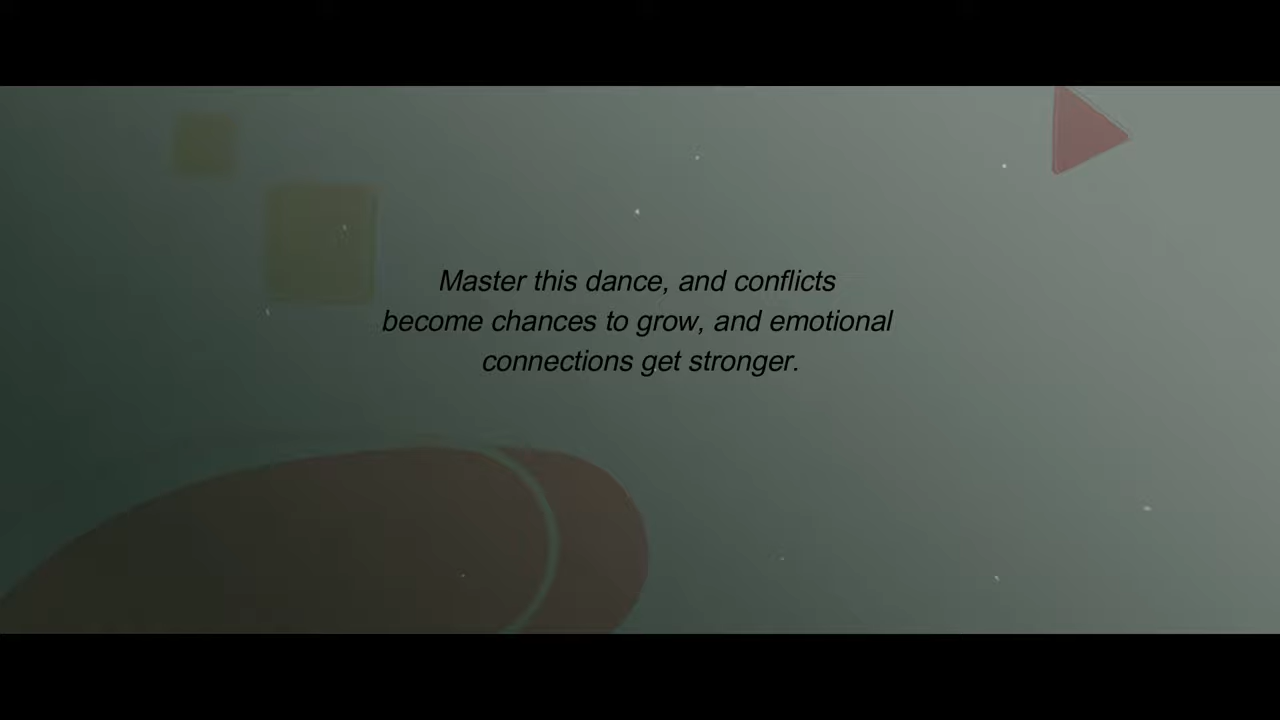 Master this dance, and conflicts
become chances to grow, and emotional
connections get stronger.